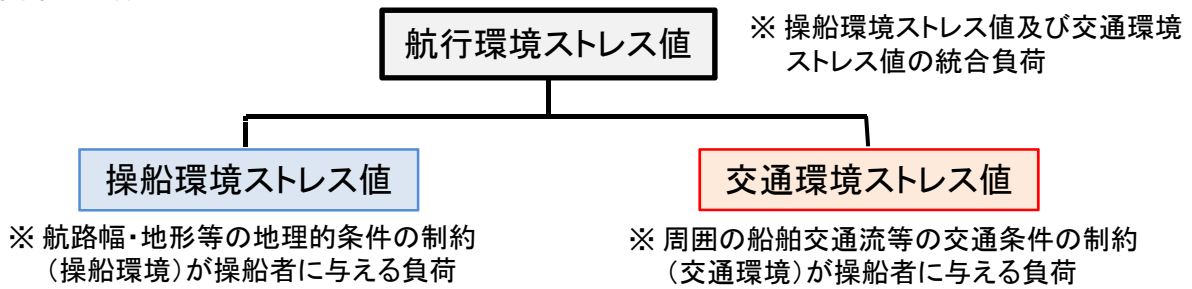 航行環境ストレス値
※ 操船環境ストレス値及び交通環境
ストレス値の統合負荷
操船環境ストレス値
交通環境ストレス値
※ 航路幅・地形等の地理的条件の制約
(操船環境)が操船者に与える負荷
※ 周囲の船舶交通流等の交通条件の制約
(交通環境)が操船者に与える負荷